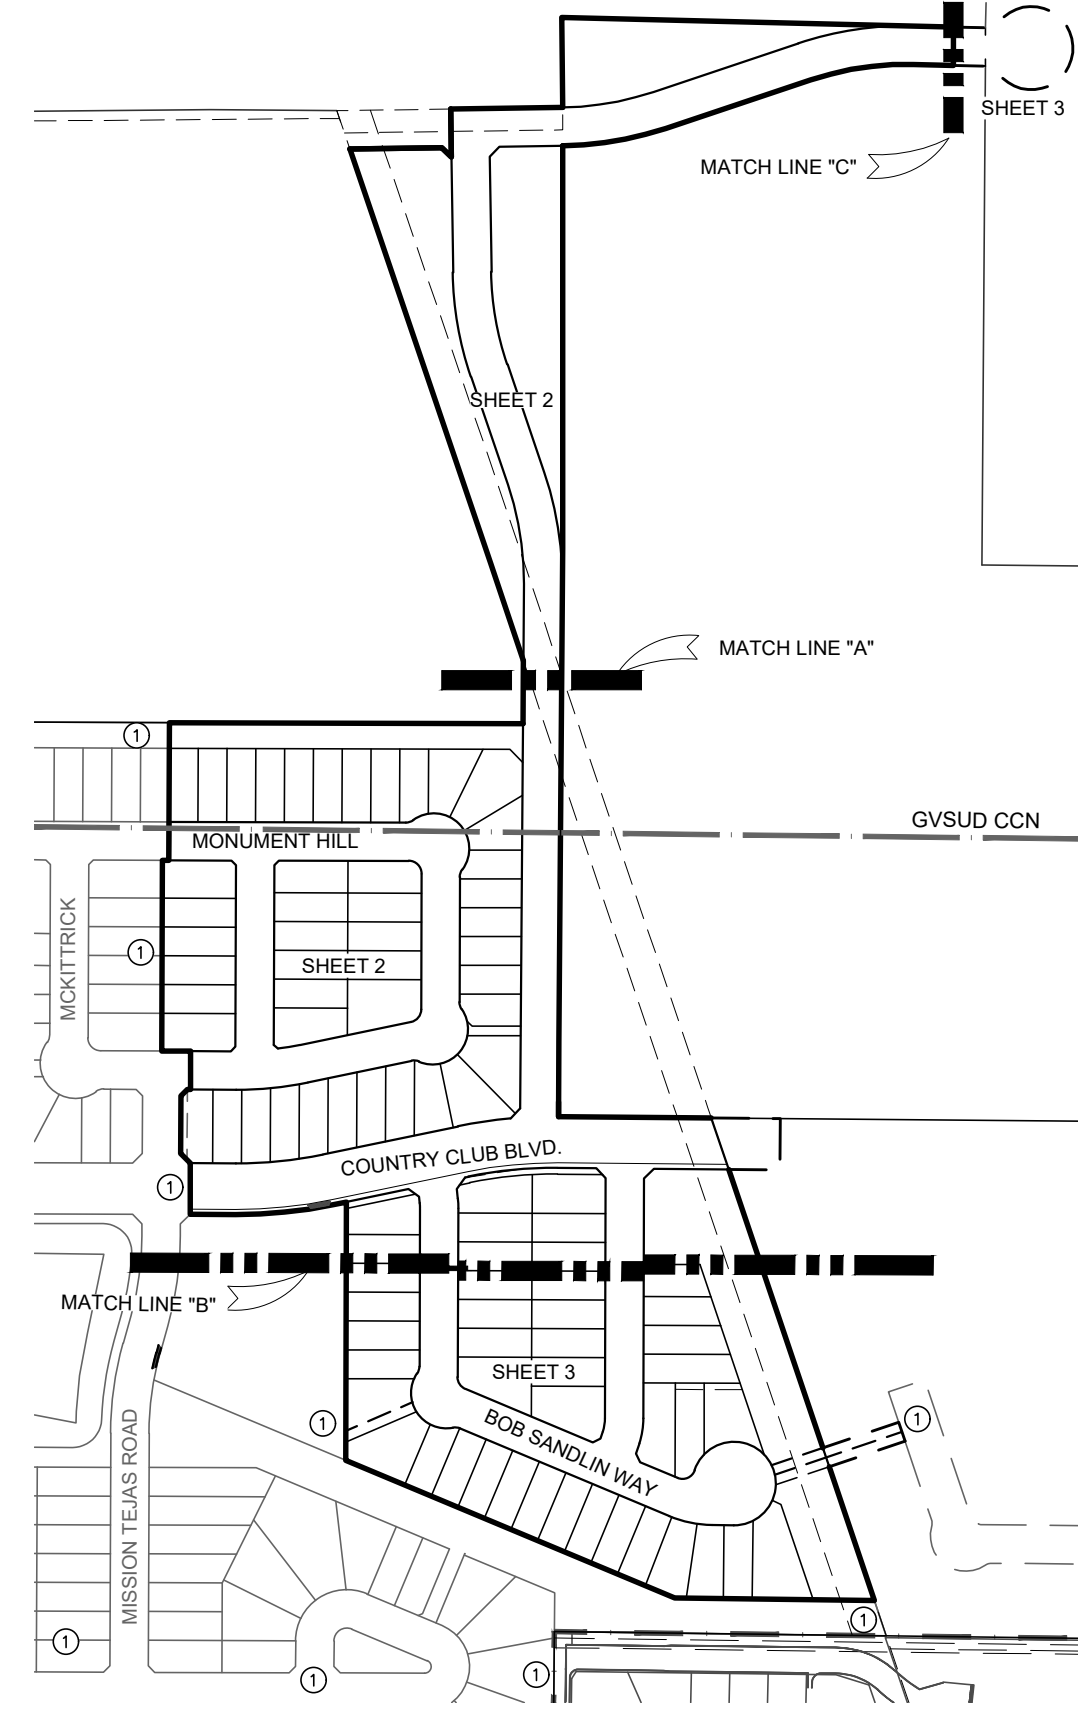 SHEET 3
MATCH LINE "C"
SHEET 2
MATCH LINE "A"
1
GVSUD CCN
MONUMENT HILL
MCKITTRICK
1
SHEET 2
COUNTRY CLUB BLVD.
1
MATCH LINE "B"
SHEET 3
1
BOB SANDLIN WAY
1
MISSION TEJAS ROAD
1
1
1
1